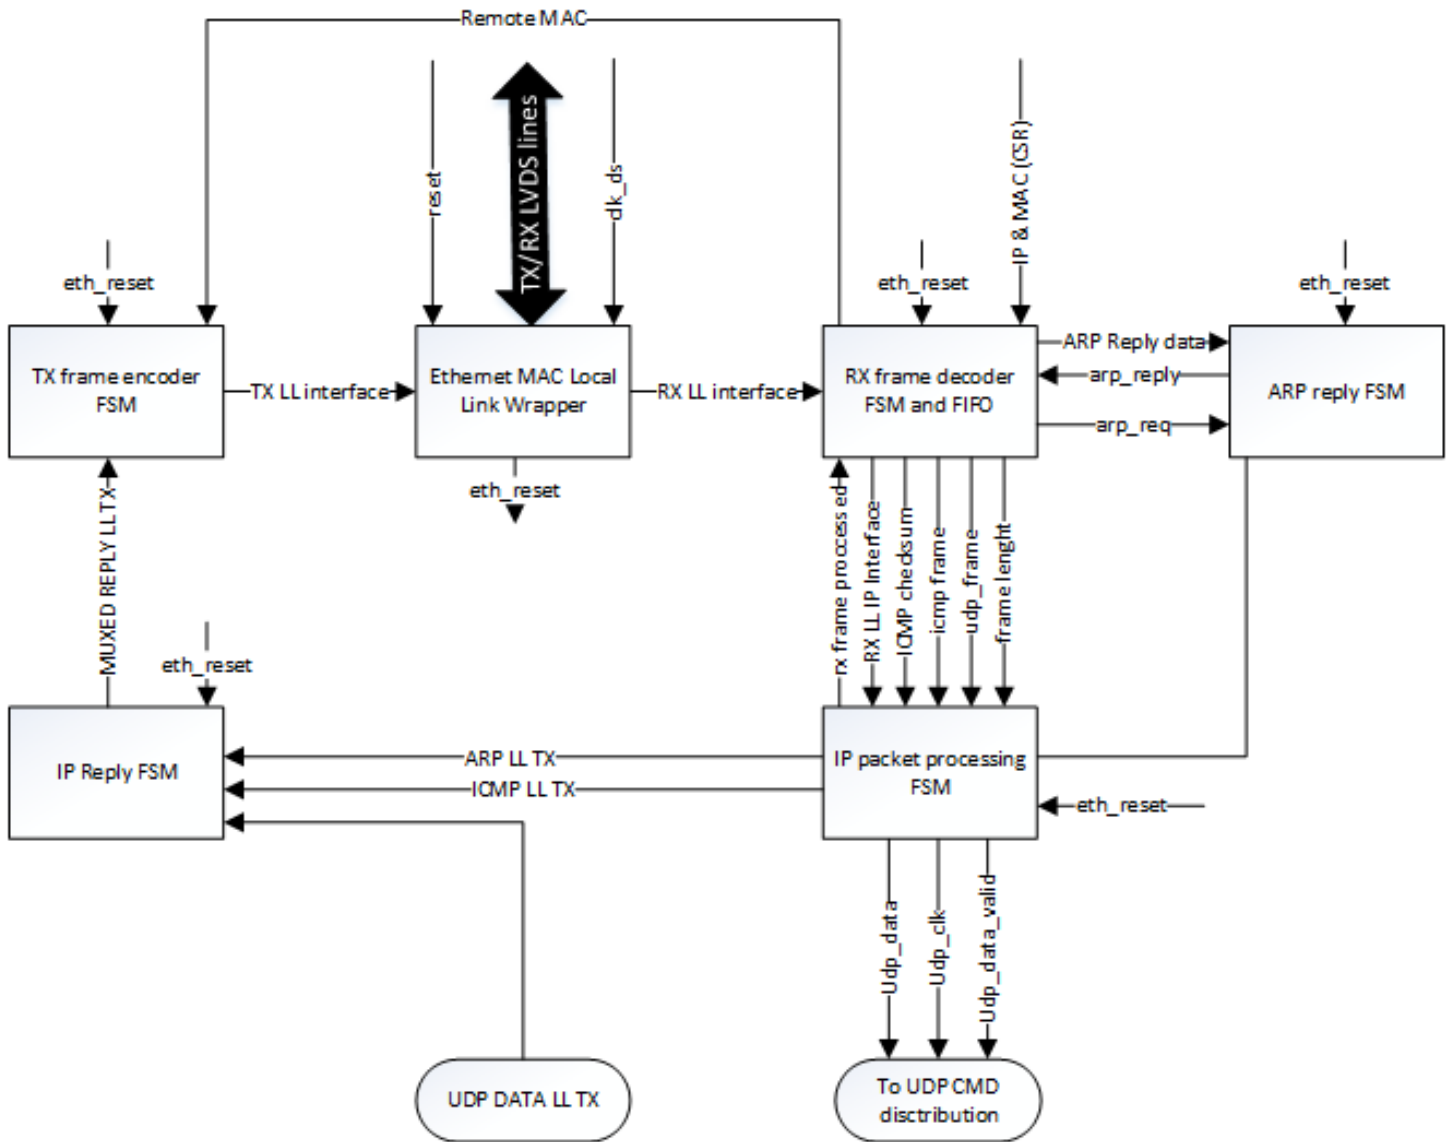 Remote MAC
reset
TX/RX LVDS lines
clk_ds
IP & MAC (CSR)
eth_reset
eth_reset
eth_reset
TX frame encoder
FSM
TX LL interface
Ethernet MAC Local
Link Wrapper
RX LL interface
RX frame decoder
FSM and FIFO
ARP Reply data
arp_reply
arp_req
ARP reply FSM
eth_reset
MUXED REPLY LL TX
rx frame proccesed
RX LL IP Interface
ICMP checksum
icmp frame
udp_frame
frame lenght
eth_reset
IP Reply FSM
ARP LL TX
ICMP LL TX
IP packet processing
FSM
eth_reset
Udp_data
Udp_clk
Udp_data_valid
UDP DATA LL TX
To UDP CMD
disctribution